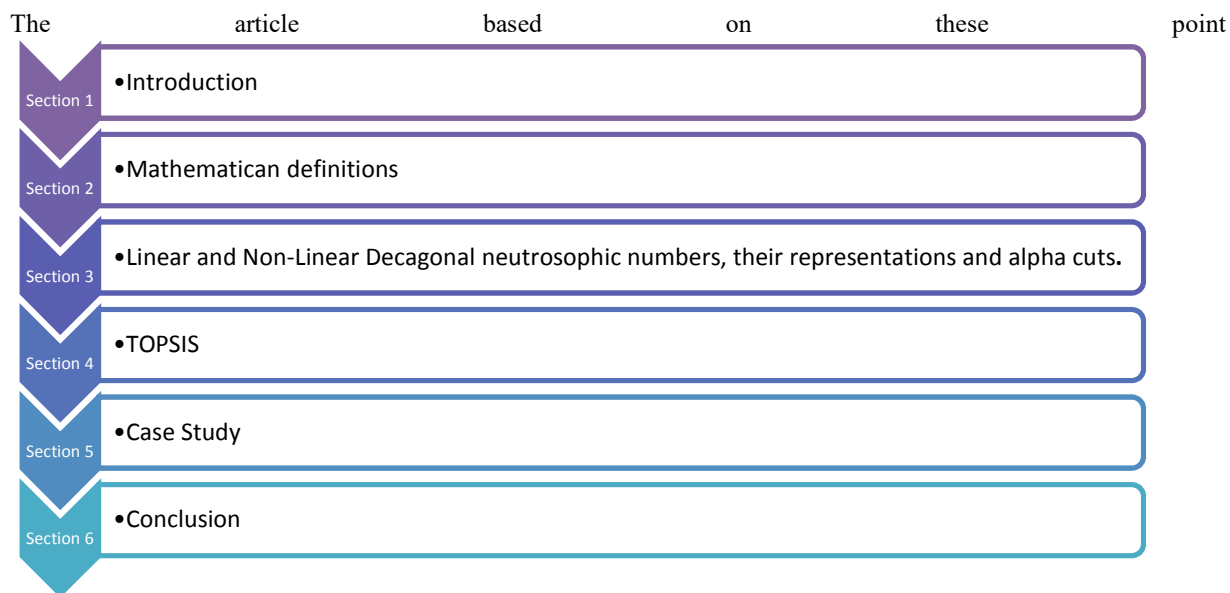 The article based on these point
Section 1
•Introduction
Section 2
•Mathematican definitions
Section 3
•Linear and Non-Linear Decagonal neutrosophic numbers, their representations and alpha cuts.
Section 4
•TOPSIS
Section 5
•Case Study
Section 6
•Conclusion